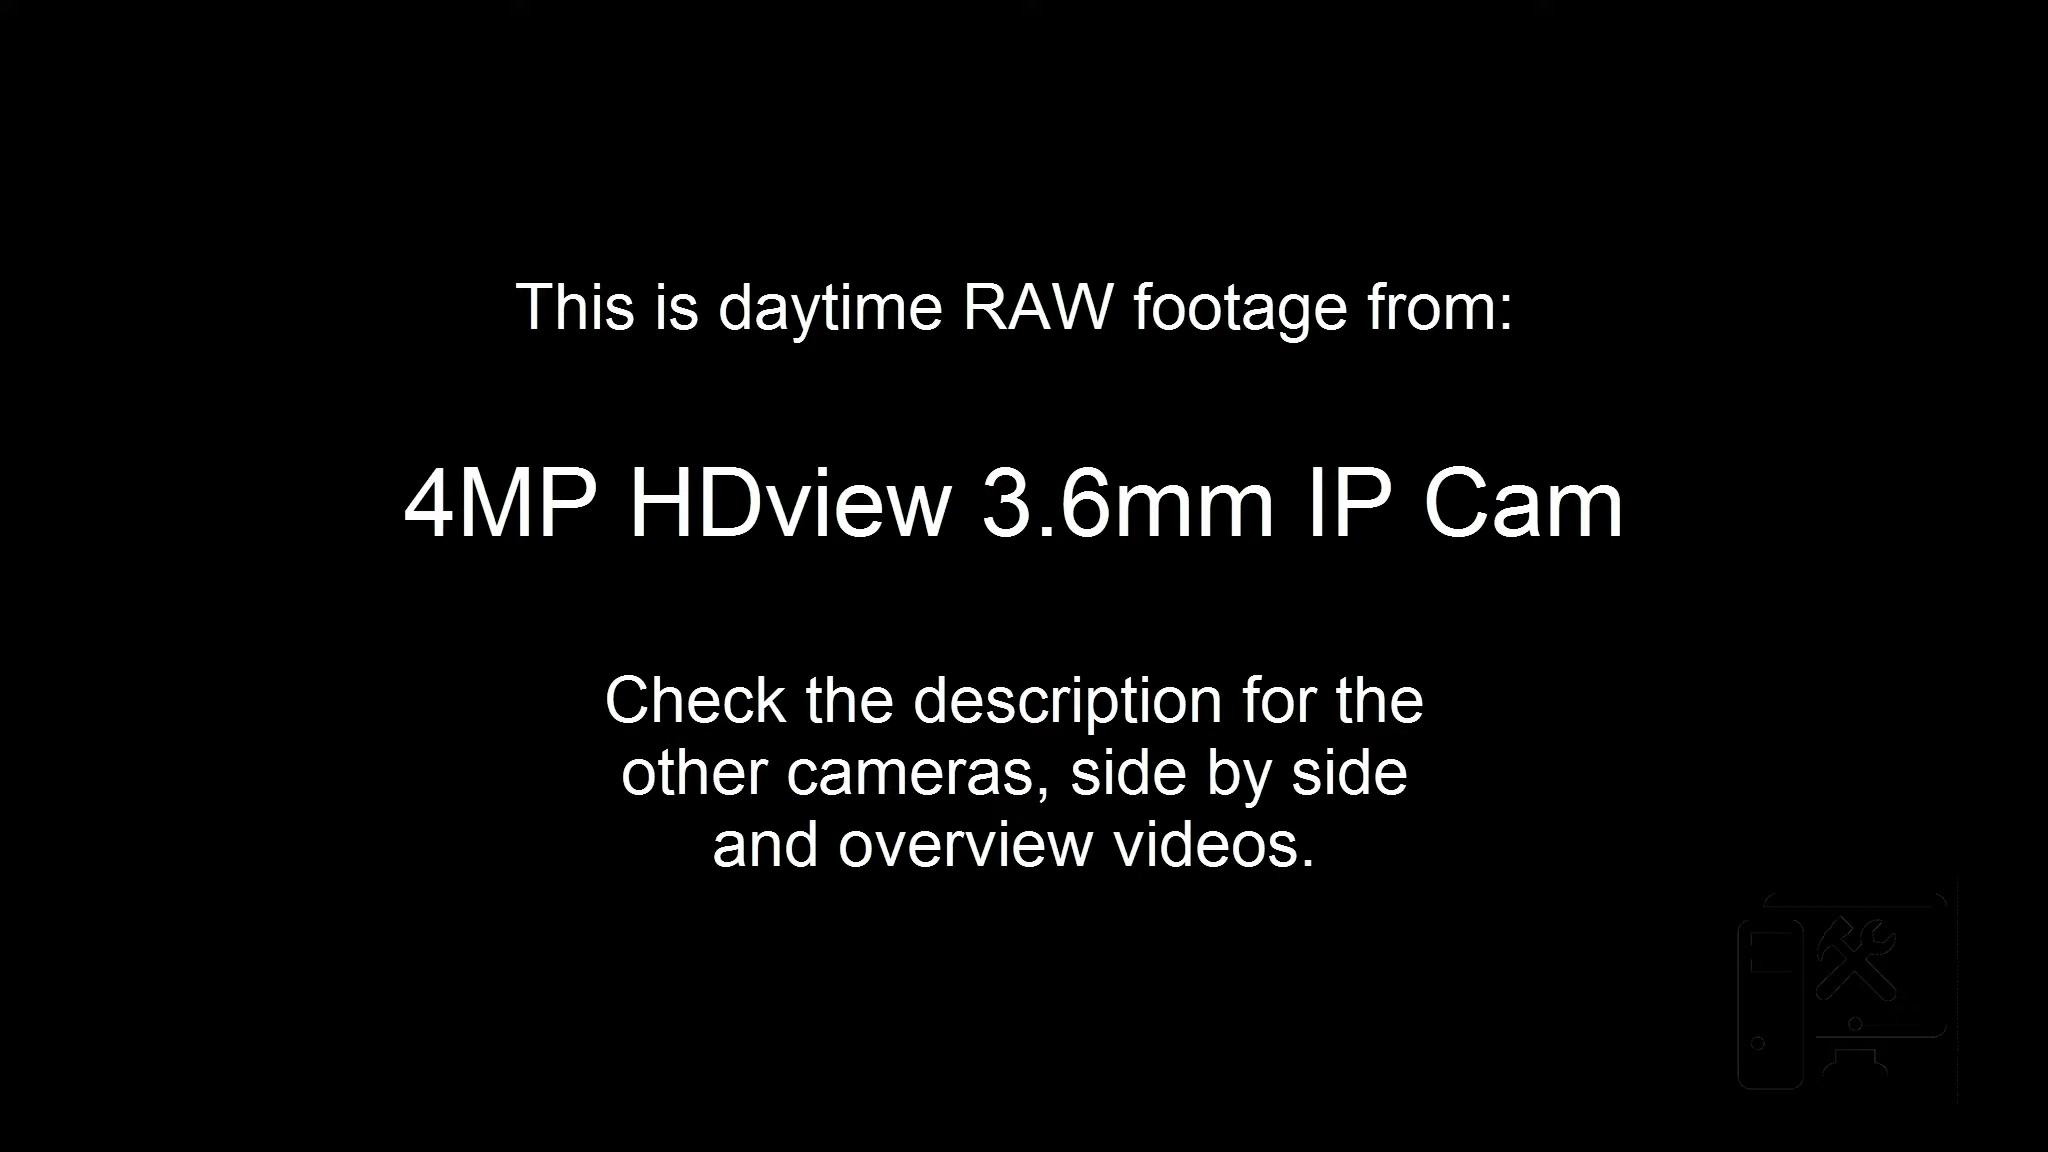 This is daytime RAW footage from:
4MP HDview 3.6mm IP Cam
Check the description for the
other cameras, side by side
and overview videos.